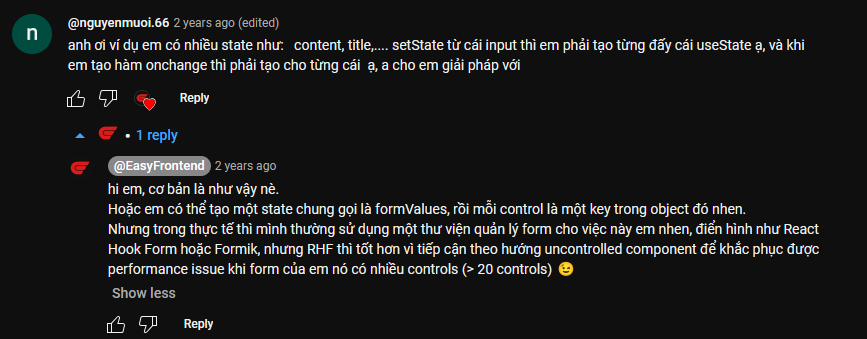 n
@nguyenmuoi.66 2 years ago (edited)
anh ơi ví dụ em có nhiều state như: content, title,.... setState từ cái input thì em phải tạo từng đấy cái useState ạ, và khi
em tạo hàm onchange thì phải tạo cho từng cái ạ, a cho em giải pháp với
Reply
• 1 reply
@EasyFrontend 2 years ago
hi em, cơ bản là như vậy nè.
Hoặc em có thể tạo một state chung gọi là formValues, rồi mỗi control là một key trong object đó nhen.
Nhưng trong thực tế thì mình thường sử dụng một thư viện quản lý form cho việc này em nhen, điển hình như React
Hook Form hoặc Formik, nhưng RHF thì tốt hơn vì tiếp cận theo hướng uncontrolled component để khắc phục được
performance issue khi form của em nó có nhiều controls (> 20 controls) 😉
Show less
Reply